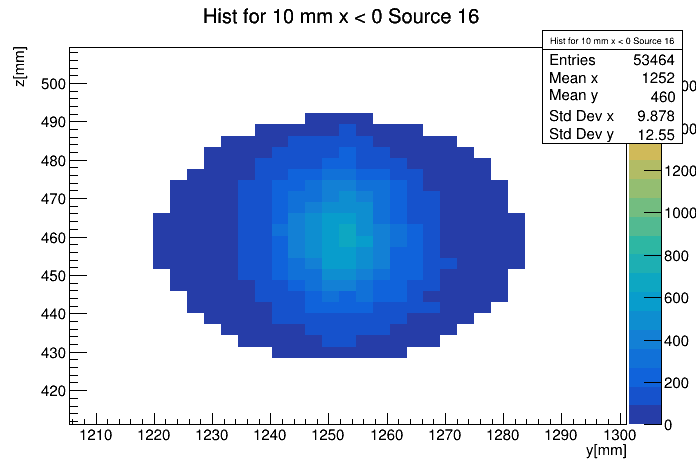 Hist for 10 mm x < 0 Source 16
Hist for 10 mm x < 0 Source 16
Entries 53464
Mean x 1252
Mean y 460
Std Dev x 9.878
Std Dev y 12.55
z[mm]
500
490
480
470
460
450
440
430
420
1210 1220 1230 1240 1250 1260 1270 1280 1290 1300
y[mm]
1200
1000
800
600
400
200
0